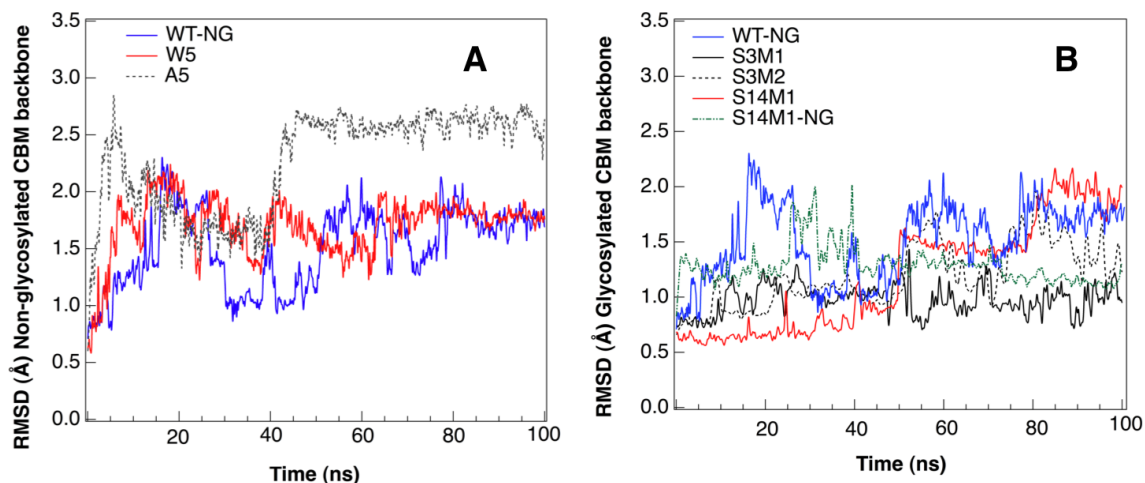 A
WT-NG
W5
A5
RMSD (Å) Non-glycosylated CBM backbone
3.5
3.0
2.5
2.0
1.5
1.0
0.5
0.0
20
40
60
80
100
Time (ns)
B
WT-NG
S3M1
S3M2
S14M1
S14M1-NG
RMSD (Å) Glycosylated CBM backbone
3.5
3.0
2.5
2.0
1.5
1.0
0.5
0.0
20
40
60
80
100
Time (ns)